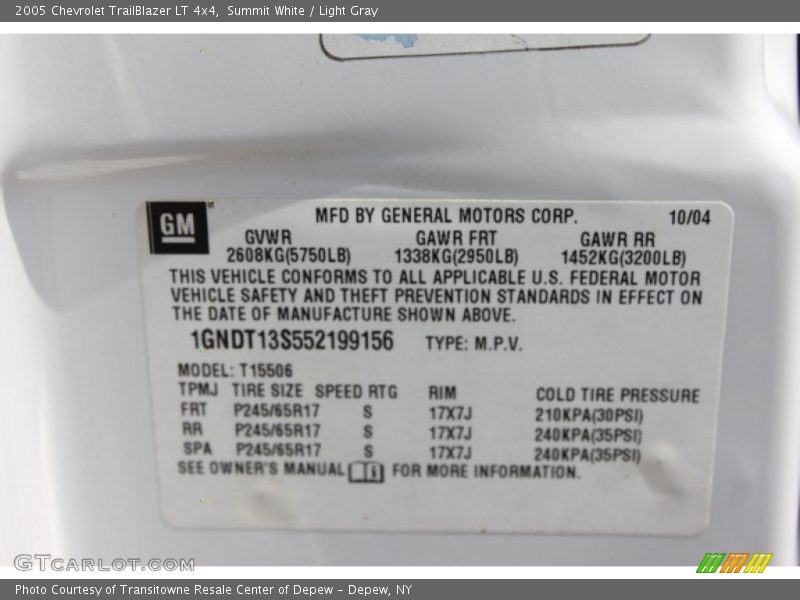 2005 Chevrolet TrailBlazer LT 4x4, Summit White / Light Gray
GM
MFD BY GENERAL MOTORS CORP. 10/04
GVWR GAWR FRT GAWR RR
2608KG(5750LB) 1338KG(2950LB) 1452KG(3200LB)
THIS VEHICLE CONFORMS TO ALL APPLICABLE U.S. FEDERAL MOTOR
VEHICLE SAFETY AND THEFT PREVENTION STANDARDS IN EFFECT ON
THE DATE OF MANUFACTURE SHOWN ABOVE.
1GNDT13S552199156 TYPE: M.P.V.
MODEL: T15506
TPMJ TIRE SIZE SPEED RTG RIM COLD TIRE PRESSURE
FRT P245/65R17 S 17X7J 210KPA(30PSI)
RR P245/65R17 S 17X7J 240KPA(35PSI)
SPA P245/65R17 S 17X7J 240KPA(35PSI)
SEE OWNER'S MANUAL FOR MORE INFORMATION.
GTCARLOT.COM
Photo Courtesy of Transitowne Resale Center of Depew – Depew, NY